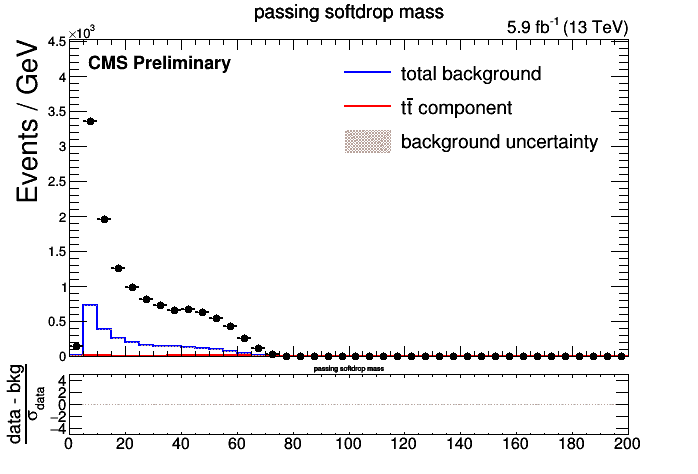 passing softdrop mass
×10³
5.9 fb⁻¹ (13 TeV)
CMS Preliminary
total background
tt̄ component
background uncertainty
Events / GeV
4.5
4
3.5
3
2.5
2
1.5
1
0.5
0
passing softdrop mass
data - bkg
σdata
4
2
0
−2
−4
0 20 40 60 80 100 120 140 160 180 200